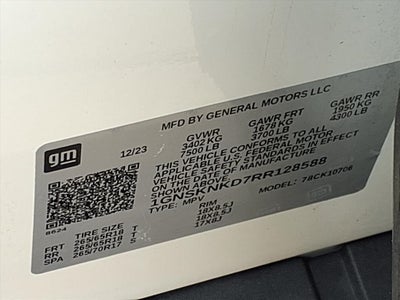 MFD BY GENERAL MOTORS LLC
gm
12/23
GVWR
3402 KG
7500 LB
GAWR FRT
1678 KG
3700 LB
GAWR RR
1950 KG
4300 LB
THIS VEHICLE CONFORMS TO ALL
APPLICABLE U.S. FEDERAL MOTOR
VEHICLE SAFETY STANDARDS IN EFFECT
ON THE DATE OF MANUFACTURE
1GNSKNKD7RR128588
TYPE: MPV
MODEL: 78CK10706
8624
TIRE SIZE RIM
FRT 265/65R18 T 18X8.5J
RR 265/65R18 T 18X8.5J
SPA 265/70R17 S 17X8J